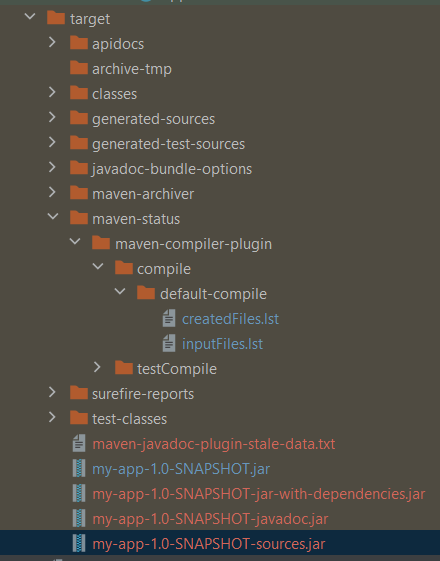 target
apidocs
archive-tmp
classes
generated-sources
generated-test-sources
javadoc-bundle-options
maven-archiver
maven-status
maven-compiler-plugin
compile
default-compile
createdFiles.lst
inputFiles.lst
testCompile
surefire-reports
test-classes
maven-javadoc-plugin-stale-data.txt
my-app-1.0-SNAPSHOT.jar
my-app-1.0-SNAPSHOT-jar-with-dependencies.jar
my-app-1.0-SNAPSHOT-javadoc.jar
my-app-1.0-SNAPSHOT-sources.jar